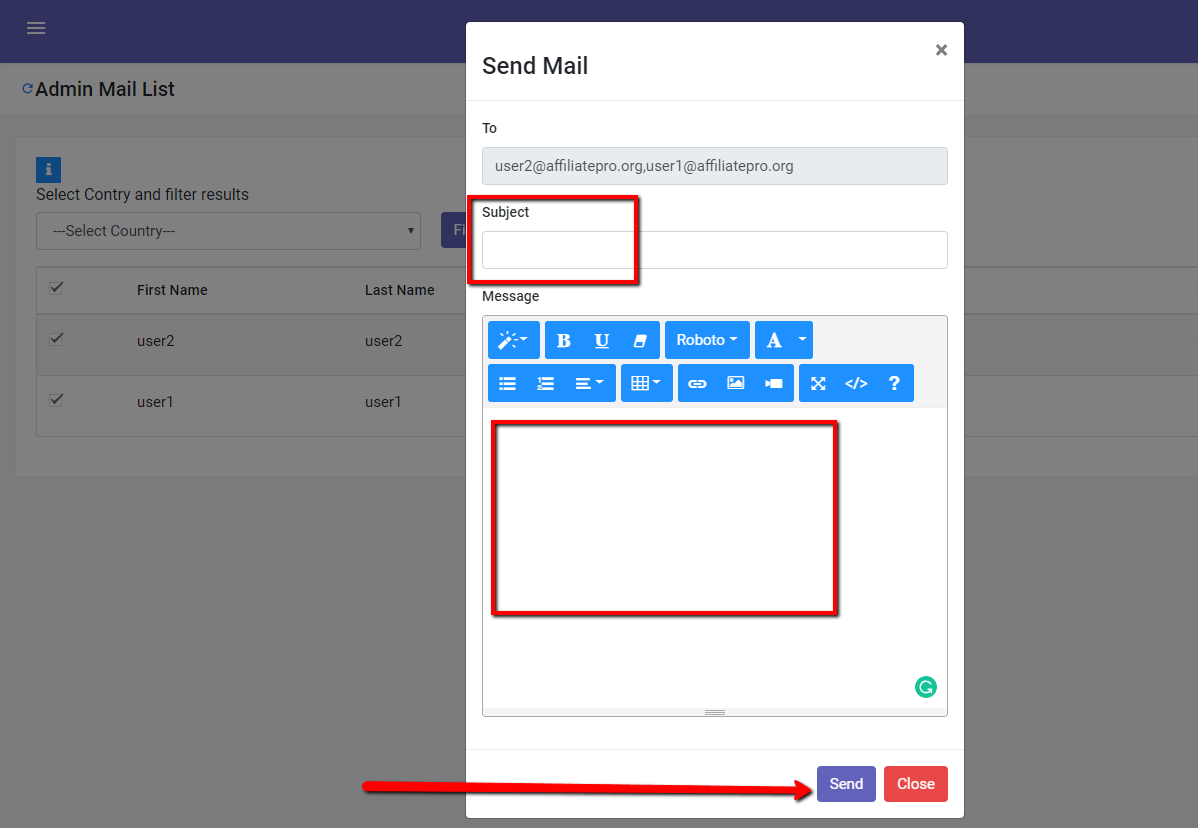 Admin Mail List
Select Contry and filter results
---Select Country---
Fi
First Name
Last Name
user2
user2
user1
user1
Send Mail
×
To
user2@affiliatepro.org,user1@affiliatepro.org
Subject
Message
B U Roboto A
</> ?
Send Close